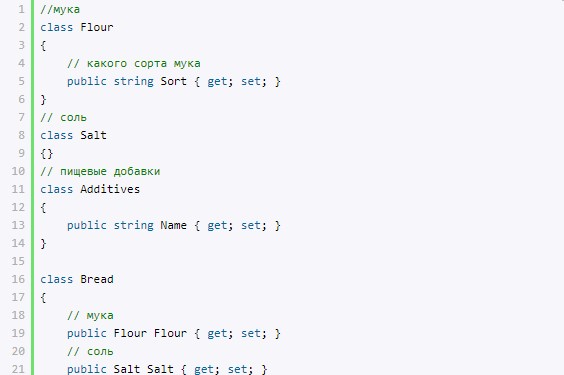 1 //мука
2 class Flour
3 {
4 // какого сорта мука
5 public string Sort { get; set; }
6 }
7 // соль
8 class Salt
9 {}
10 // пищевые добавки
11 class Additives
12 {
13 public string Name { get; set; }
14 }
15
16 class Bread
17 {
18 // мука
19 public Flour Flour { get; set; }
20 // соль
21 public Salt Salt { get; set; }